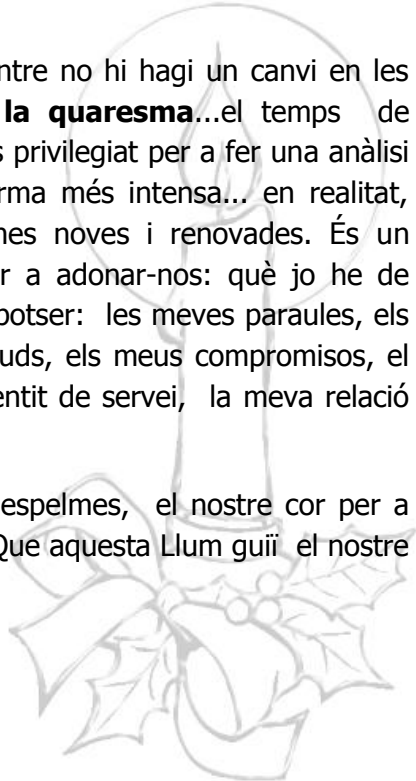 ntre no hi hagi un canvi en les
la quaresma...el temps de
s privilegiat per a fer una anàlisi
rma més intensa... en realitat,
nes noves i renovades. És un
r a adonar-nos: què jo he de
potser: les meves paraules, els
uds, els meus compromisos, el
entit de servei, la meva relació
espelmes, el nostre cor per a
Que aquesta Llum guiï el nostre